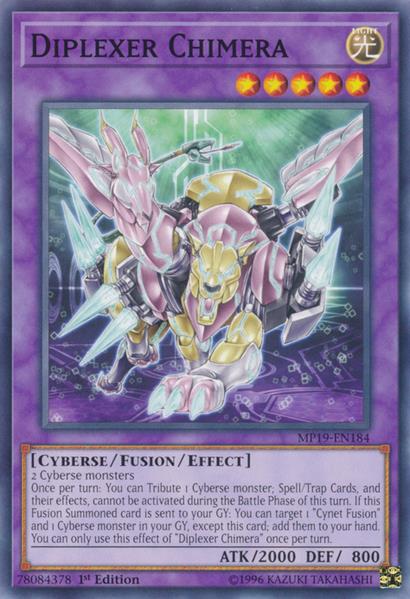 DIPLEXER CHIMERA
LIGHT
光
MP19-EN184
[CYBERSE/FUSION/EFFECT]
2 Cyberse monsters
Once per turn: You can Tribute 1 Cyberse monster; Spell/Trap Cards, and
their effects, cannot be activated during the Battle Phase of this turn. If this
Fusion Summoned card is sent to your GY: You can target 1 "Cynet Fusion"
and 1 Cyberse monster in your GY, except this card; add them to your hand.
You can only use this effect of "Diplexer Chimera" once per turn.
ATK/2000 DEF/ 800
78084378 1st Edition ©1996 KAZUKI TAKAHASHI